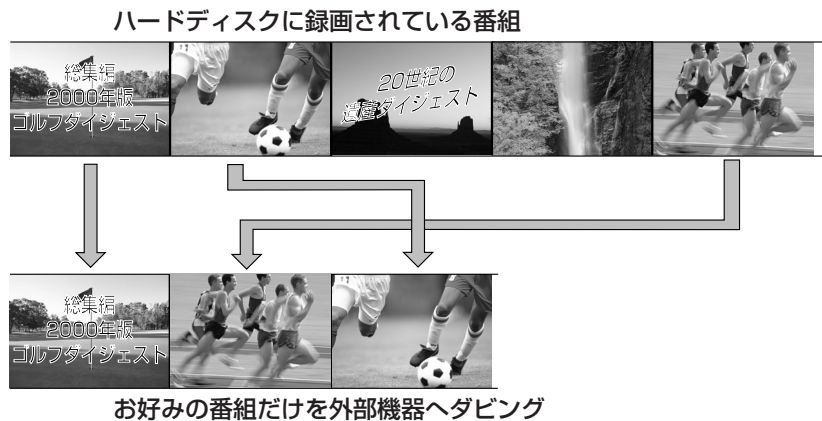 ハードディスクに録画されている番組
総集編
2000年版
ゴルフダイジェスト
20世紀の
遺産ダイジェスト
総集編
2000年版
ゴルフダイジェスト
お好みの番組だけを外部機器へダビング